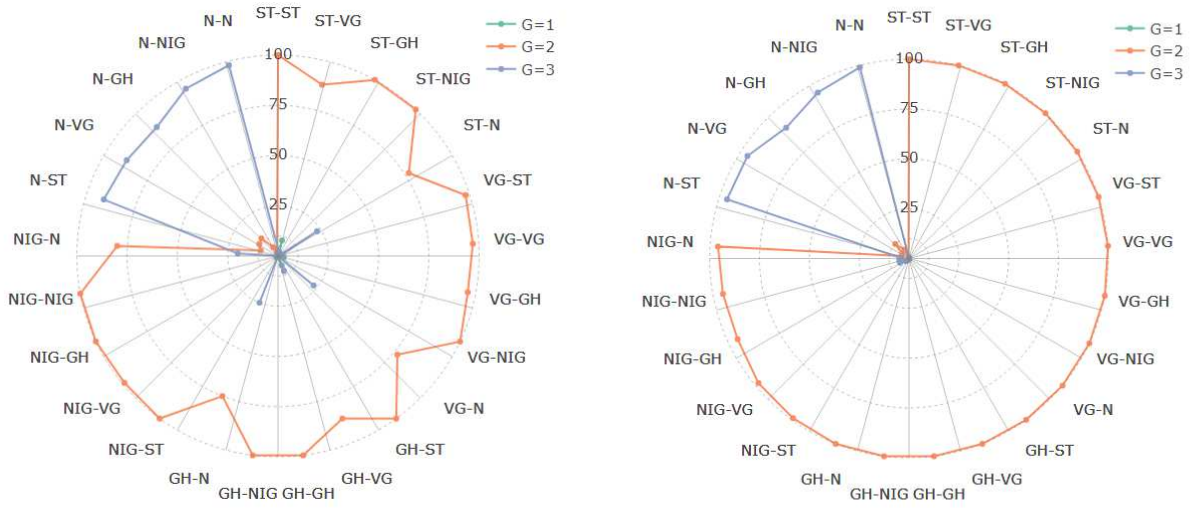 ST-ST
ST-VG
ST-GH
ST-NIG
ST-N
VG-ST
VG-VG
VG-GH
VG-NIG
VG-N
GH-ST
GH-VG
GH-GH
GH-NIG
GH-N
NIG-ST
NIG-VG
NIG-GH
NIG-NIG
NIG-N
N-ST
N-VG
N-GH
N-NIG
N-N
100
75
50
25
G=1
G=2
G=3
ST-ST
ST-VG
ST-GH
ST-NIG
ST-N
VG-ST
VG-VG
VG-GH
VG-NIG
VG-N
GH-ST
GH-VG
GH-GH
GH-NIG
GH-N
NIG-ST
NIG-VG
NIG-GH
NIG-NIG
NIG-N
N-ST
N-VG
N-GH
N-NIG
N-N
100
75
50
25
G=1
G=2
G=3